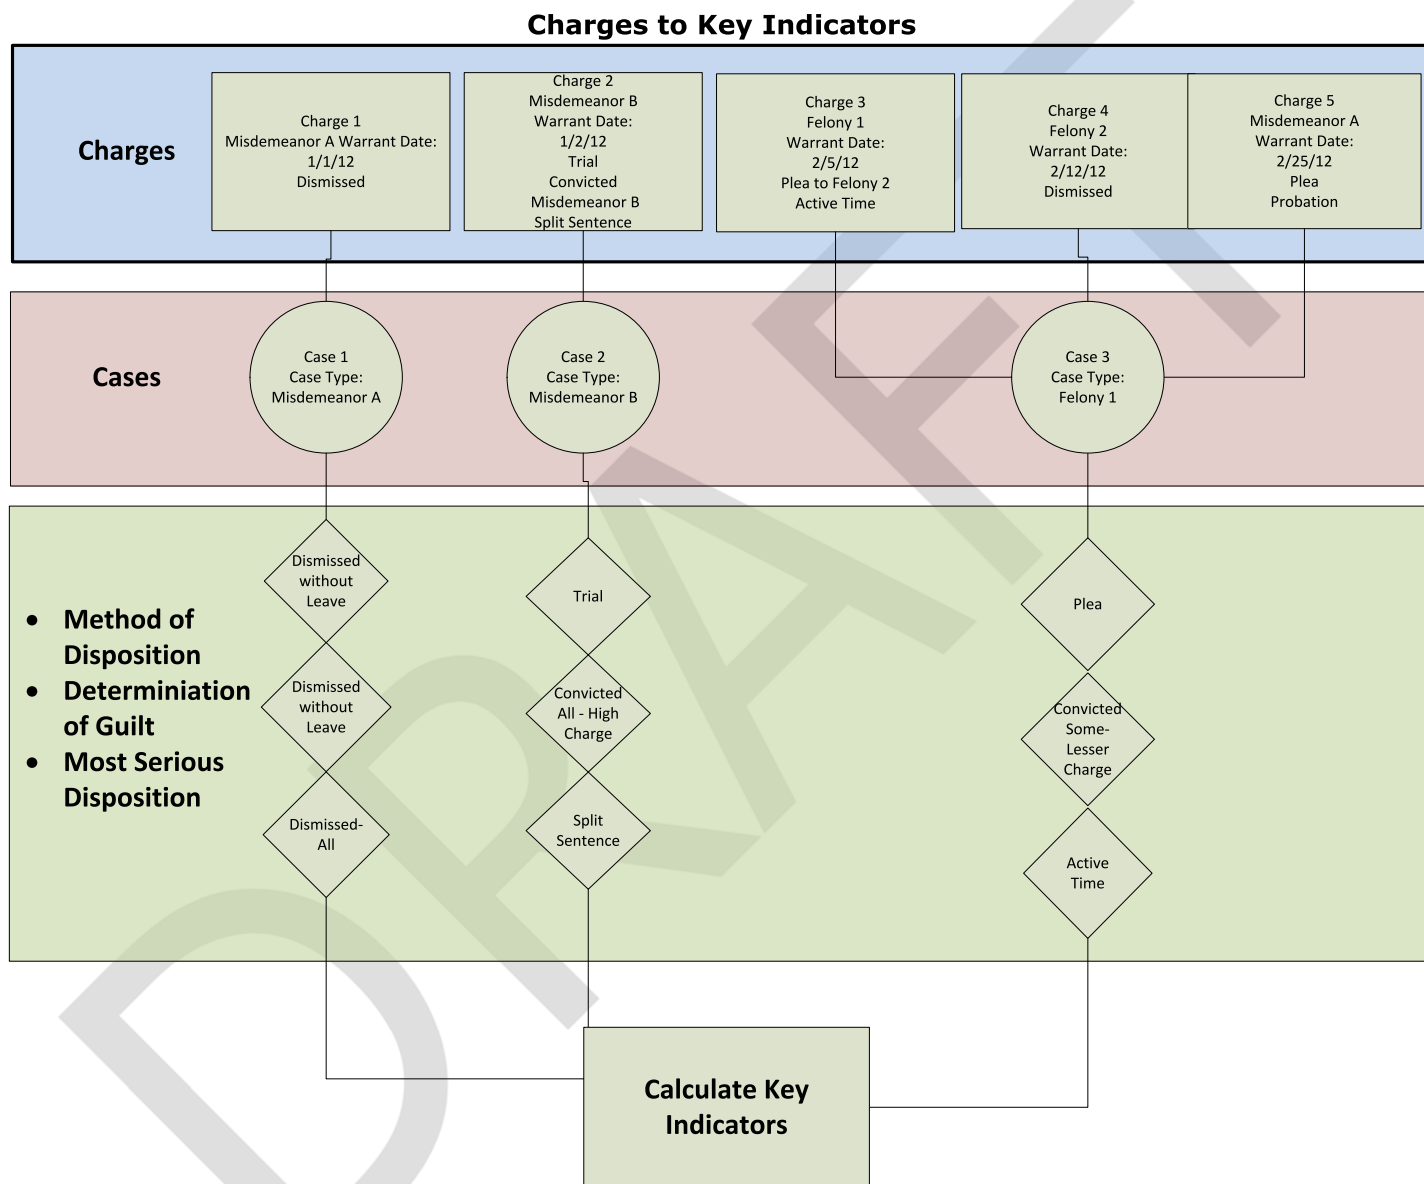 Charges to Key Indicators
Charges
Charge 1
Misdemeanor A Warrant Date:
1/1/12
Dismissed
Charge 2
Misdemeanor B
Warrant Date:
1/2/12
Trial
Convicted
Misdemeanor B
Split Sentence
Charge 3
Felony 1
Warrant Date:
2/5/12
Plea to Felony 2
Active Time
Charge 4
Felony 2
Warrant Date:
2/12/12
Dismissed
Charge 5
Misdemeanor A
Warrant Date:
2/25/12
Plea
Probation
Cases
Case 1
Case Type:
Misdemeanor A
Case 2
Case Type:
Misdemeanor B
Case 3
Case Type:
Felony 1
• Method of
Disposition
• Determiniation
of Guilt
• Most Serious
Disposition
Dismissed
without
Leave
Dismissed
without
Leave
Dismissed-
All
Trial
Convicted
All - High
Charge
Split
Sentence
Plea
Convicted
Some-
Lesser
Charge
Active
Time
Calculate Key
Indicators
DRAFT